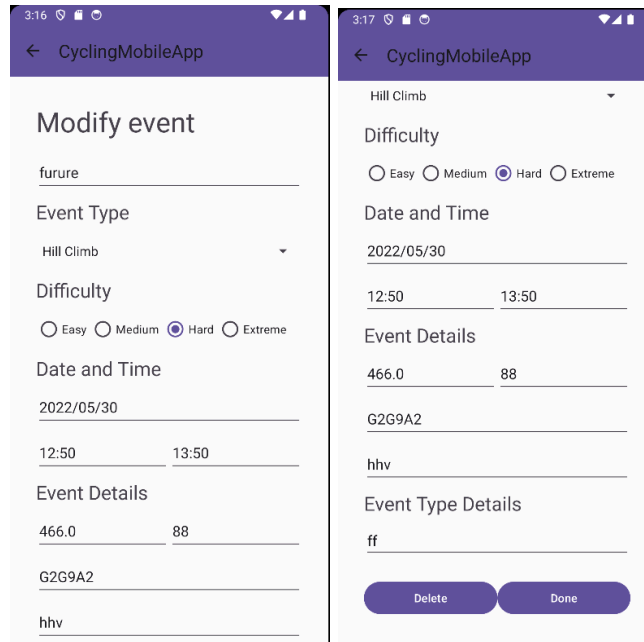 3:16
CyclingMobileApp
Modify event
furure
Event Type
Hill Climb
Difficulty
Easy Medium Hard Extreme
Date and Time
2022/05/30
12:50 13:50
Event Details
466.0 88
G2G9A2
hhv
3:17
CyclingMobileApp
Hill Climb
Difficulty
Easy Medium Hard Extreme
Date and Time
2022/05/30
12:50 13:50
Event Details
466.0 88
G2G9A2
hhv
Event Type Details
ff
Delete Done